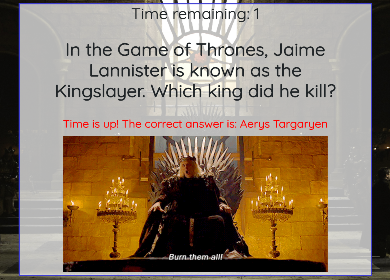 Time remaining: 1
In the Game of Thrones, Jaime
Lannister is known as the
Kingslayer. Which king did he kill?
Time is up! The correct answer is: Aerys Targaryen
Burn them all!